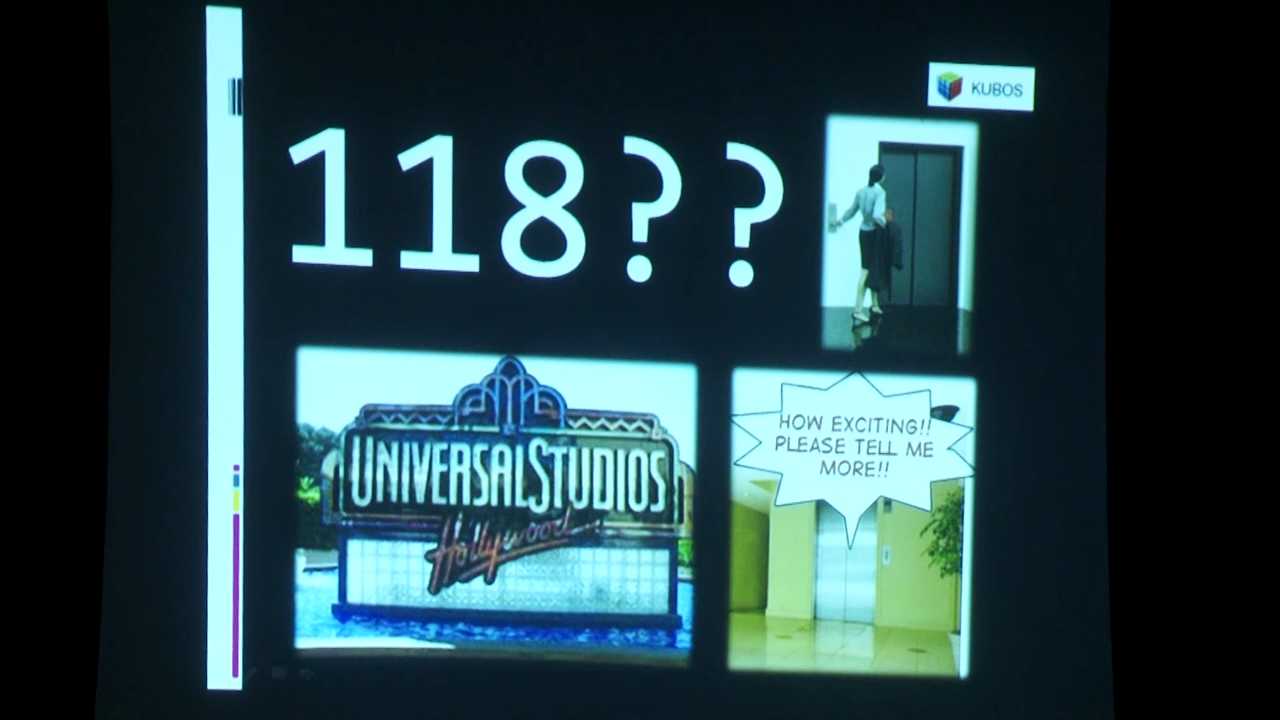 KUBOS
118??
UNIVERSAL STUDIOS
Hollywood
HOW EXCITING!!
PLEASE TELL ME
MORE!!